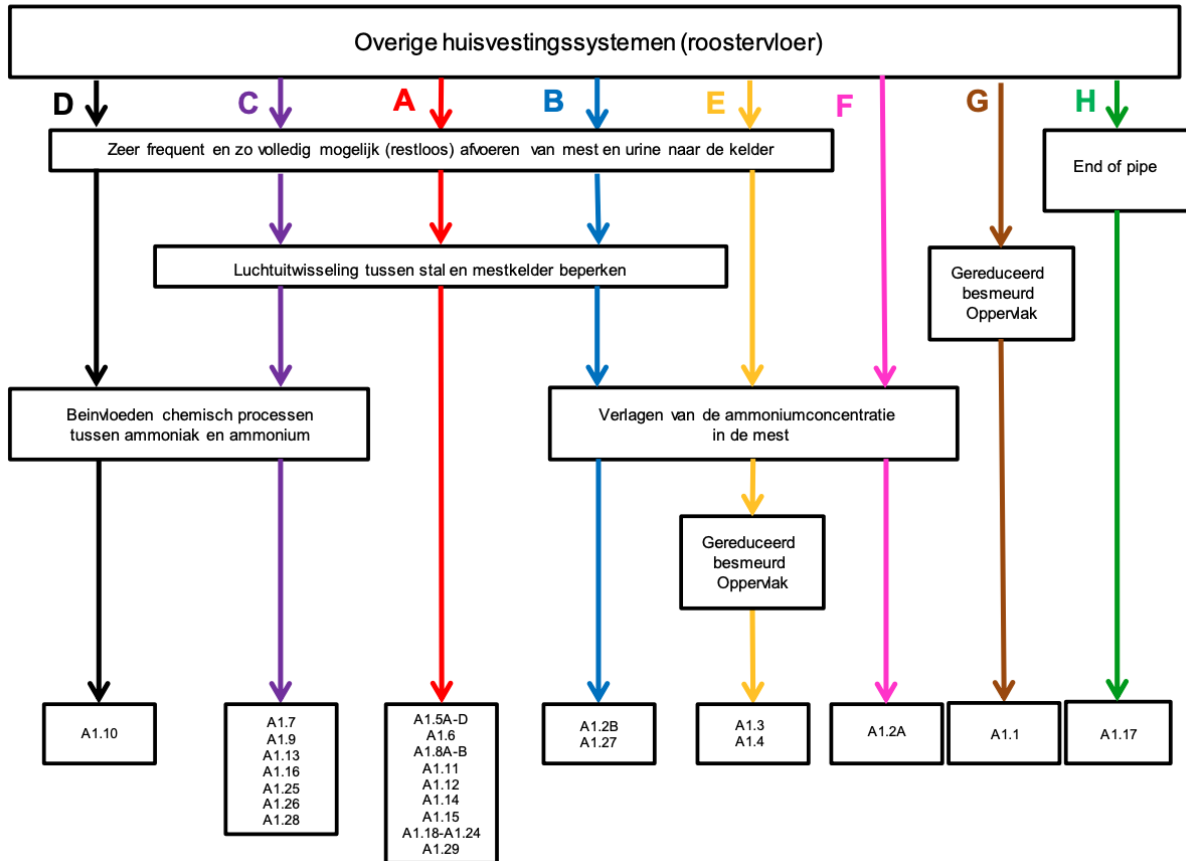 Overige huisvestingssystemen (roostervloer)
D
C
A
B
E
F
G
H
Zeer frequent en zo volledig mogelijk (restloos) afvoeren van mest en urine naar de kelder
End of pipe
Luchtuitwisseling tussen stal en mestkelder beperken
Gereduceerd
besmeurd
Oppervlak
Beinvloeden chemisch processen
tussen ammoniak en ammonium
Verlagen van de ammoniumconcentratie
in de mest
Gereduceerd
besmeurd
Oppervlak
A1.10
A1.7
A1.9
A1.13
A1.16
A1.25
A1.26
A1.28
A1.5A-D
A1.6
A1.8A-B
A1.11
A1.12
A1.14
A1.15
A1.18-A1.24
A1.29
A1.2B
A1.27
A1.3
A1.4
A1.2A
A1.1
A1.17